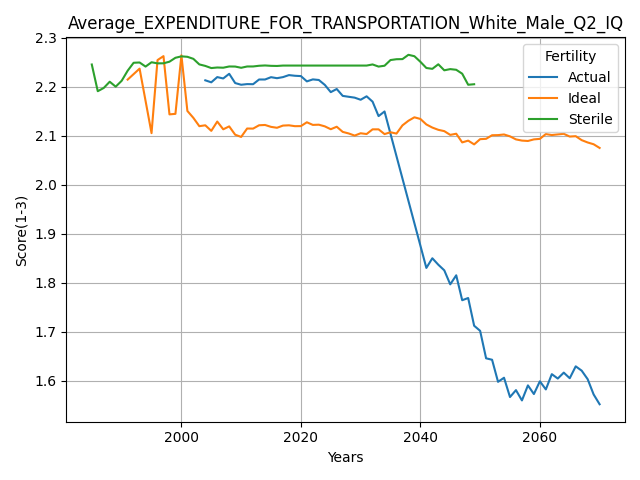 Average_EXPENDITURE_FOR_TRANSPORTATION_White_Male_Q2_IQ
Score(1-3)
2.3
2.2
2.1
2.0
1.9
1.8
1.7
1.6
Fertility
Actual
Ideal
Sterile
2000
2020
2040
2060
Years